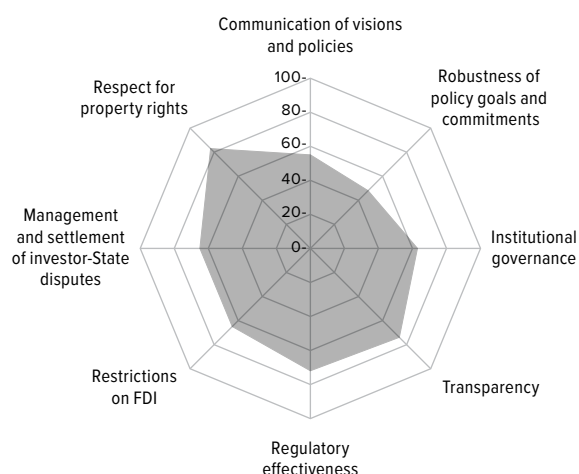 Communication of visions
and policies
Robustness of
policy goals and
commitments
Institutional
governance
Transparency
Regulatory
effectiveness
Restrictions
on FDI
Management
and settlement
of investor-State
disputes
Respect for
property rights
100-
80-
60-
40-
20-
0-